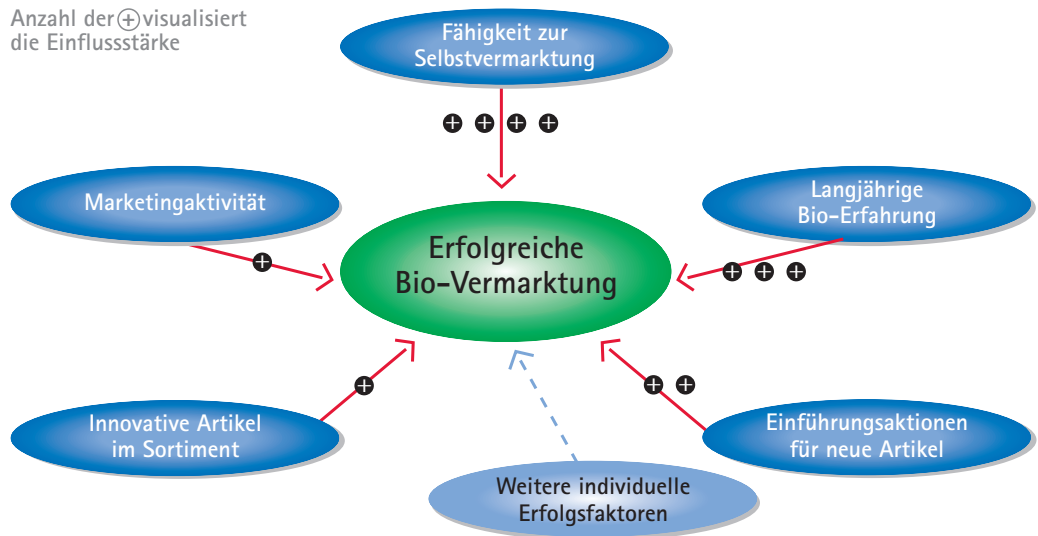 Anzahl der ⊕ visualisiert
die Einflussstärke
Fähigkeit zur
Selbstvermarktung
Marketingaktivität
Langjährige
Bio-Erfahrung
Erfolgreiche
Bio-Vermarktung
Innovative Artikel
im Sortiment
Einführungsaktionen
für neue Artikel
Weitere individuelle
Erfolgsfaktoren